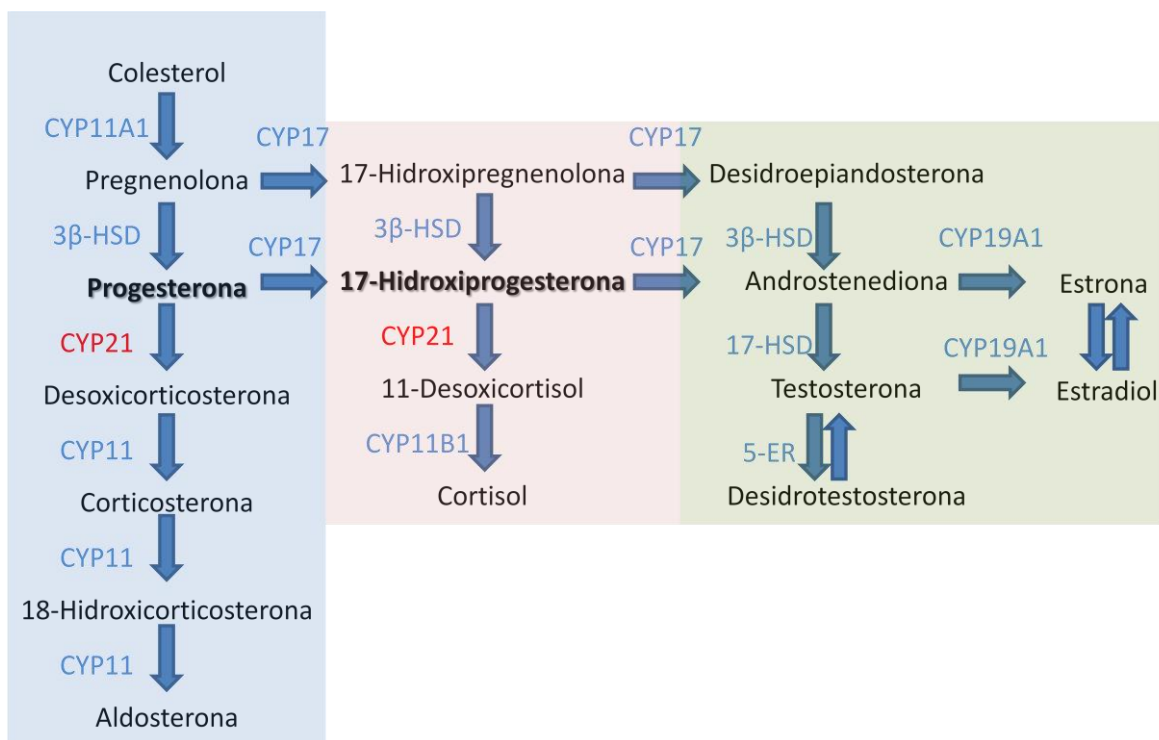 Colesterol
CYP11A1
CYP17
CYP17
Pregnenolona
17-Hidroxipregnenolona
Desidroepiandosterona
3β-HSD
CYP17
3β-HSD
CYP17
3β-HSD
CYP19A1
Progesterona
17-Hidroxiprogesterona
Androstenediona
Estrona
CYP21
CYP21
17-HSD
CYP19A1
Desoxicorticosterona
11-Desoxicortisol
Testosterona
Estradiol
CYP11
CYP11B1
5-ER
Corticosterona
Cortisol
Desidrotestosterona
CYP11
18-Hidroxicorticosterona
CYP11
Aldosterona